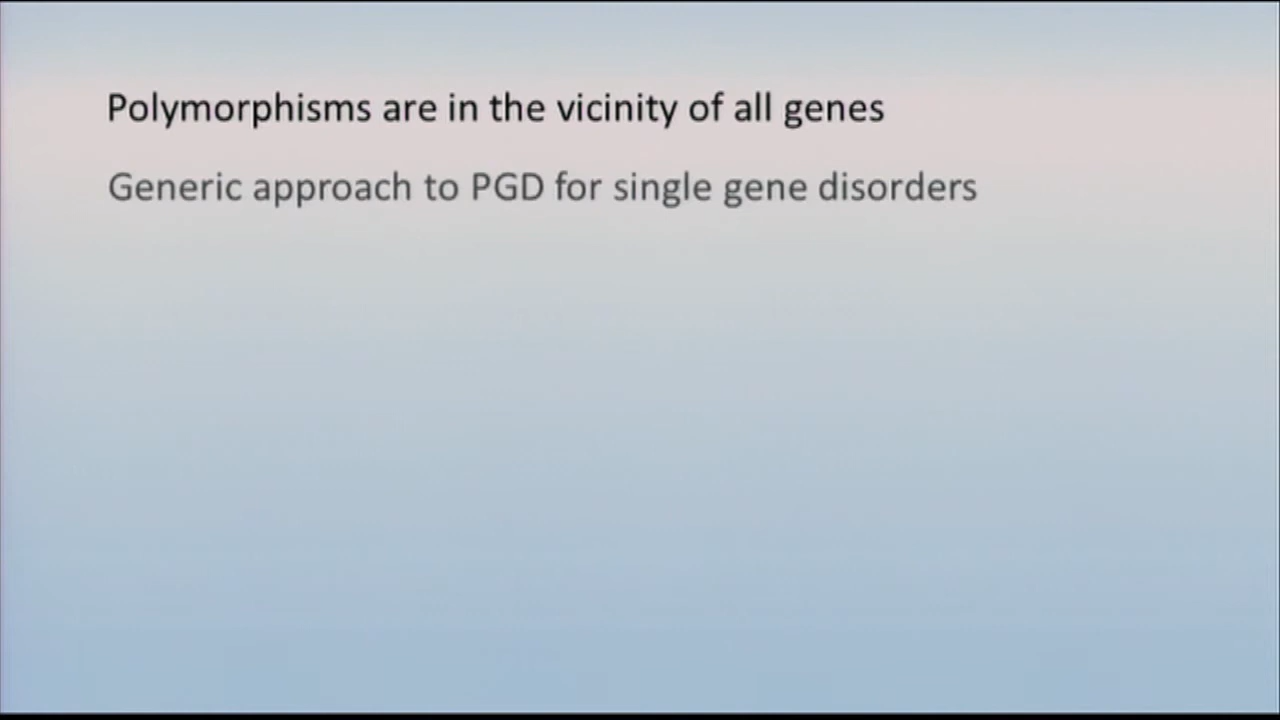 Polymorphisms are in the vicinity of all genes
Generic approach to PGD for single gene disorders